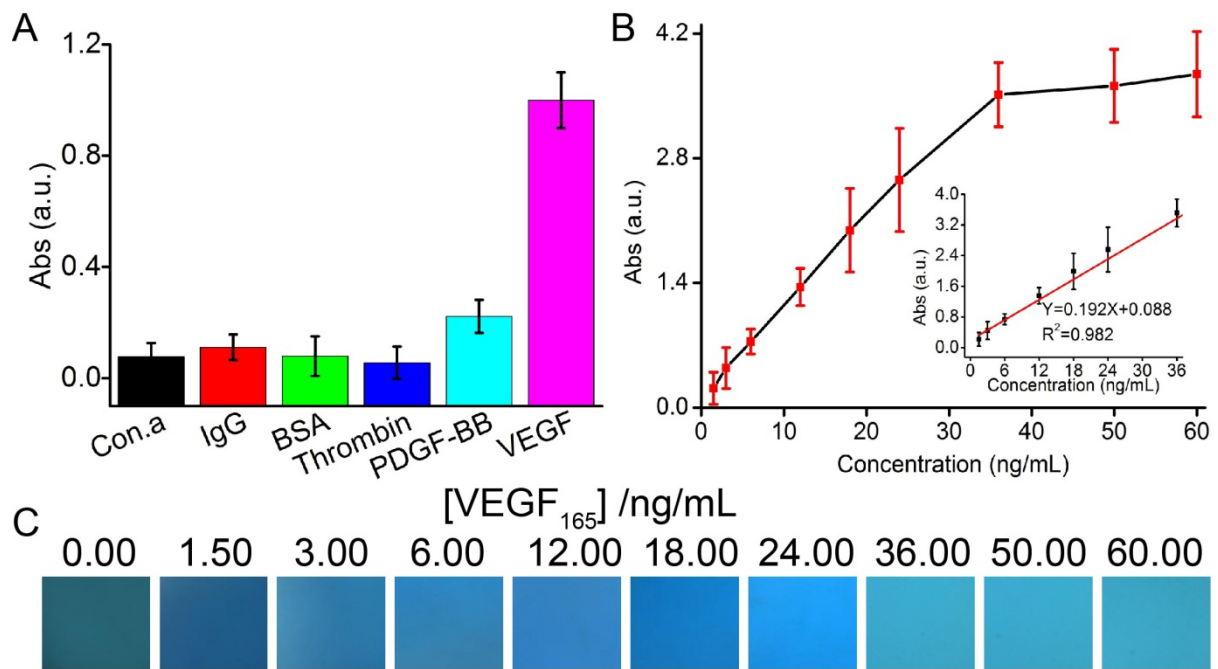 A
1.2
0.8
0.4
0.0
Abs (a.u.)
Con.a
IgG
BSA
Thrombin
PDGF-BB
VEGF
B
4.2
2.8
1.4
0.0
Abs (a.u.)
0 10 20 30 40 50 60
Concentration (ng/mL)
4.0
3.2
2.4
1.6
0.8
0.0
Abs (a.u.)
Y=0.192X+0.088
R²=0.982
0 6 12 18 24 30 36
Concentration (ng/mL)
C
[VEGF₁₆₅] /ng/mL
0.00 1.50 3.00 6.00 12.00 18.00 24.00 36.00 50.00 60.00